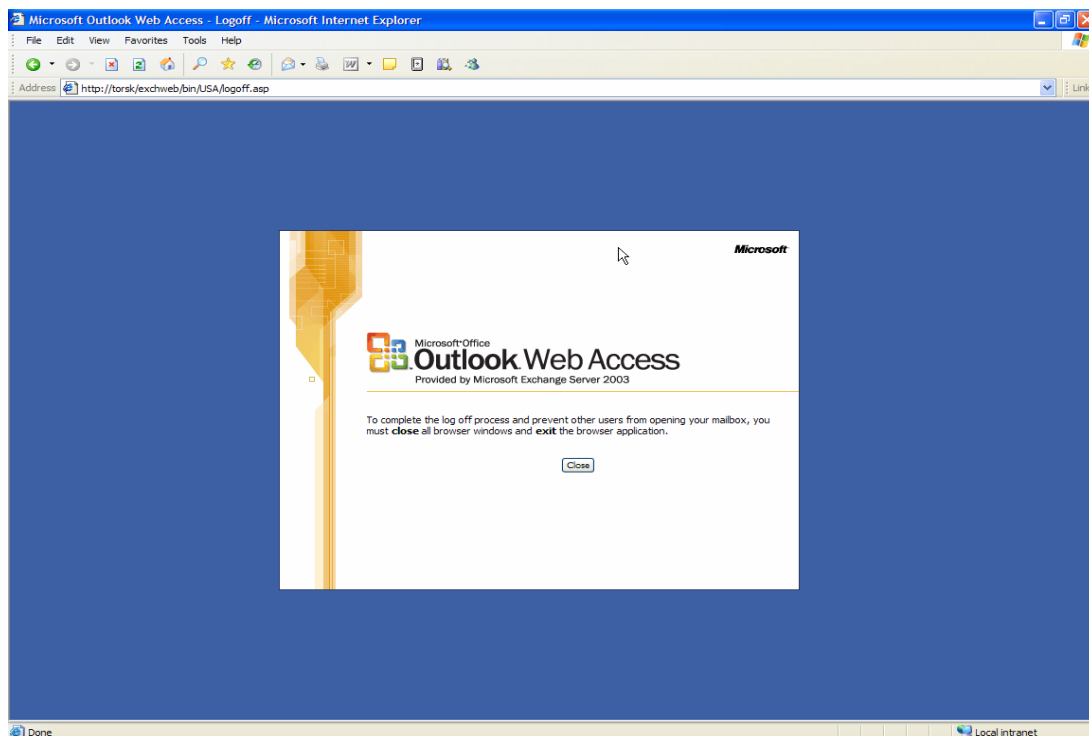 Microsoft Outlook Web Access - Logoff - Microsoft Internet Explorer
File Edit View Favorites Tools Help
Address http://torsk/exchweb/bin/USA/logoff.asp Link
Microsoft
Microsoft Office
Outlook Web Access
Provided by Microsoft Exchange Server 2003
To complete the log off process and prevent other users from opening your mailbox, you
must close all browser windows and exit the browser application.
Close
Done Local intranet